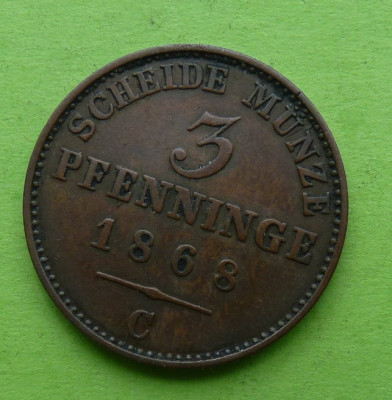 SCHEIDE MÜNZE
3
PFENNINGE
1868
C